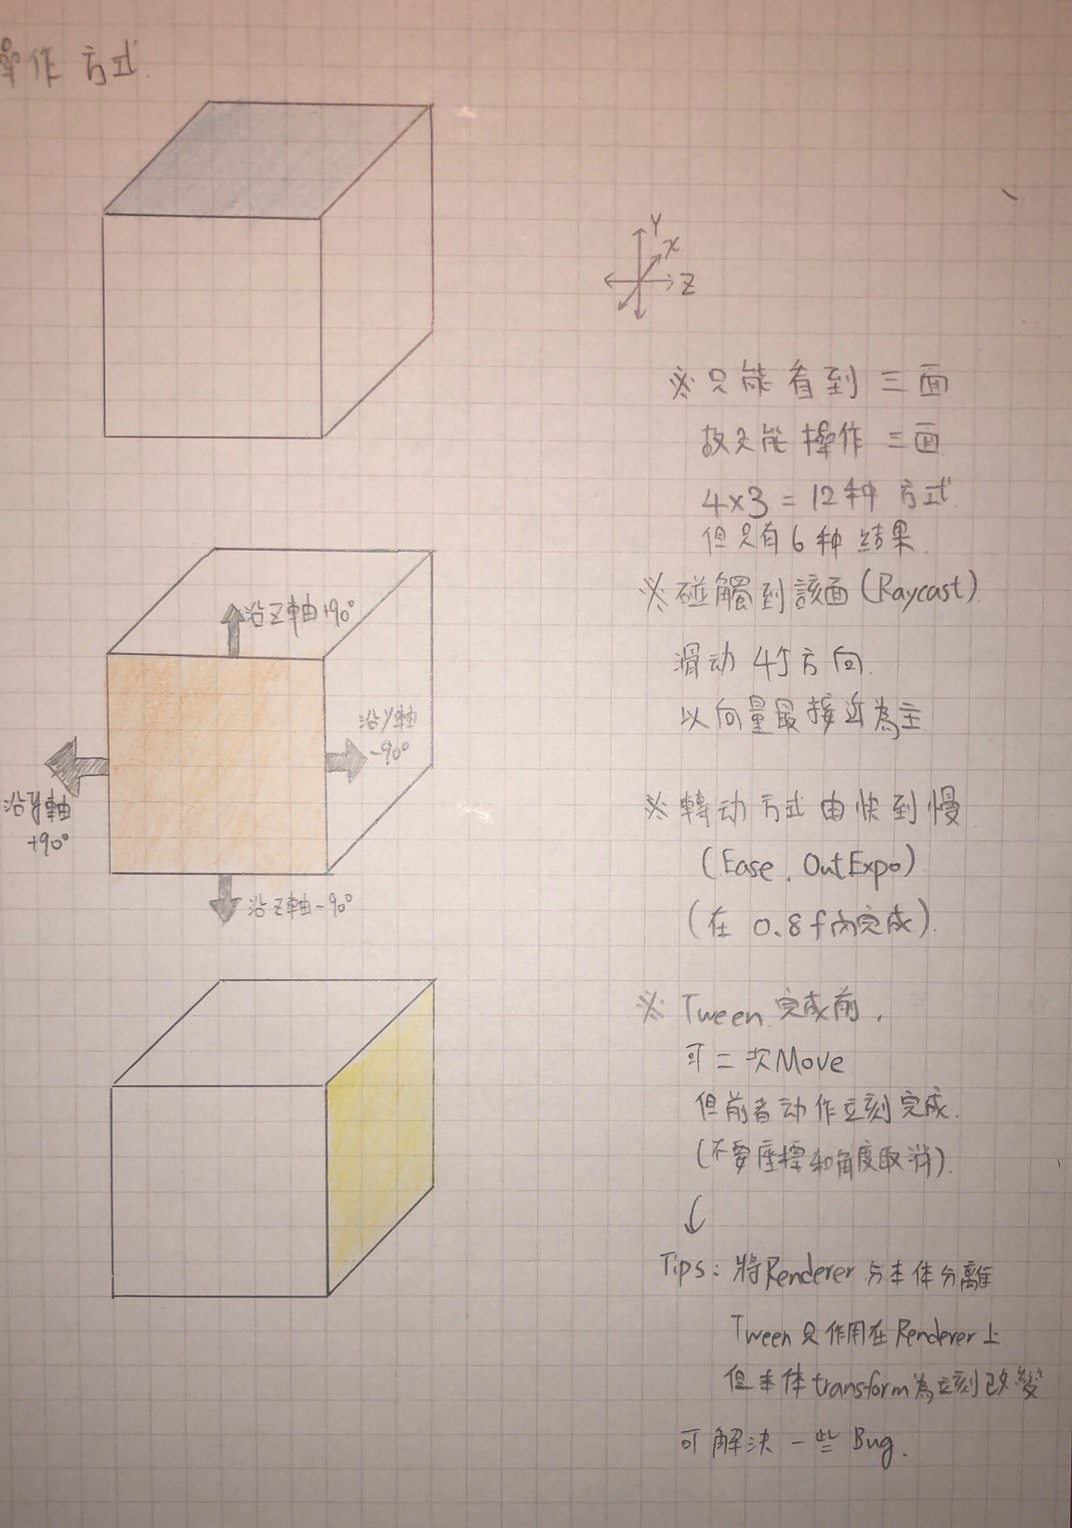 操作方式.
Y
X
Z
※只能看到三面
故只能操作三面
4×3=12种方式.
但只有6种結果.
沿Z軸+90°
沿y軸
-90°
沿y軸
+90°
沿Z軸-90°
※碰觸到該面(Raycast).
滑动4个方向.
以向量最接近為主
※轉动方式由快到慢
(Ease.OutExpo)
(在0.8f內完成).
※Tween完成前,
可二次Move
但前者动作立刻完成.
(不要座標和角度取消).
Tips:將Renderer与本体分離
Tween只作用在Renderer上
但本体transform為立刻改變
可解決一些Bug.